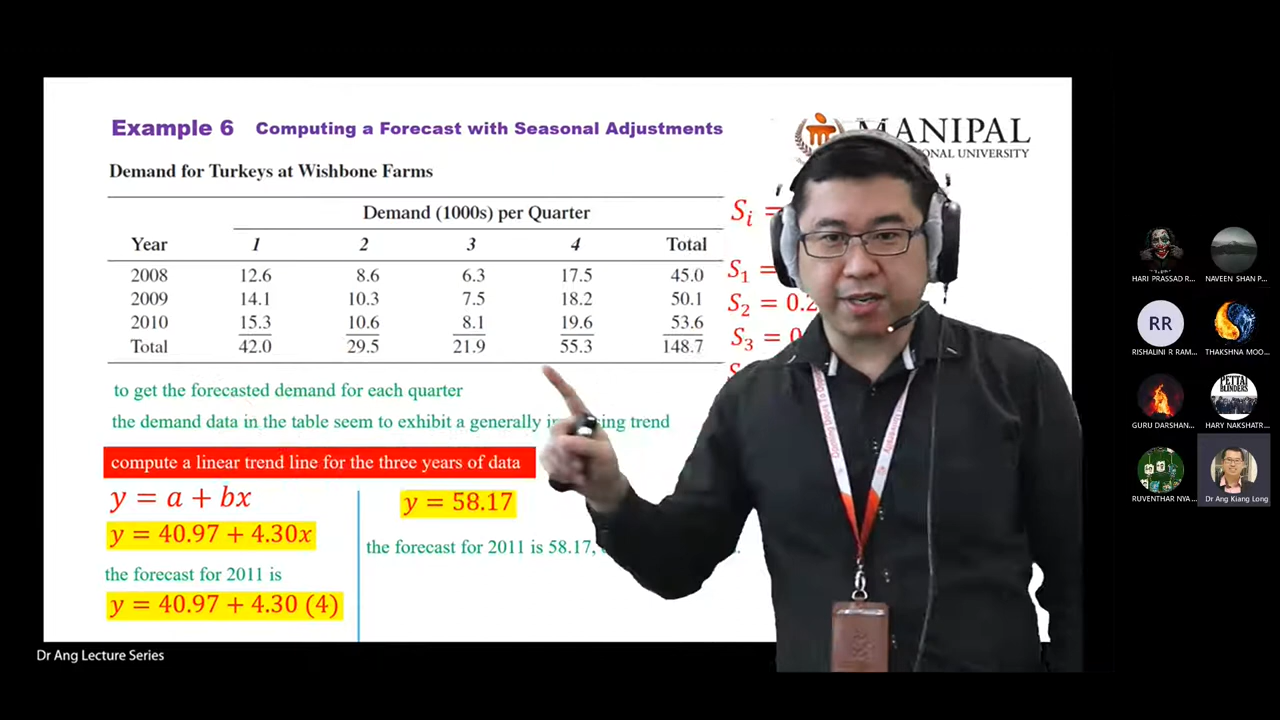 Example 6 Computing a Forecast with Seasonal Adjustments
MANIPAL
UNIVERSITY
Demand for Turkeys at Wishbone Farms
Demand (1000s) per Quarter
Year 1 2 3 4 Total
2008 12.6 8.6 6.3 17.5 45.0
2009 14.1 10.3 7.5 18.2 50.1
2010 15.3 10.6 8.1 19.6 53.6
Total 42.0 29.5 21.9 55.3 148.7
Sᵢ =
S₁ =
S₂ = 0.2
S₃ = 0
to get the forecasted demand for each quarter
the demand data in the table seem to exhibit a generally trend
compute a linear trend line for the three years of data
y = a + bx
y = 40.97 + 4.30x
the forecast for 2011 is
y = 40.97 + 4.30 (4)
y = 58.17
the forecast for 2011 is 58.17,
Dr Ang Lecture Series
HARI PRASSAD R...
NAVEEN SHAN P...
RR
RISHALINI R RAM...
THAKSHNA MOO...
GURU DARSHAN...
PETTAI
BLINDERS
HARY NAKSHATR...
RUVENTHAR NYA...
Dr Ang Kiang Long